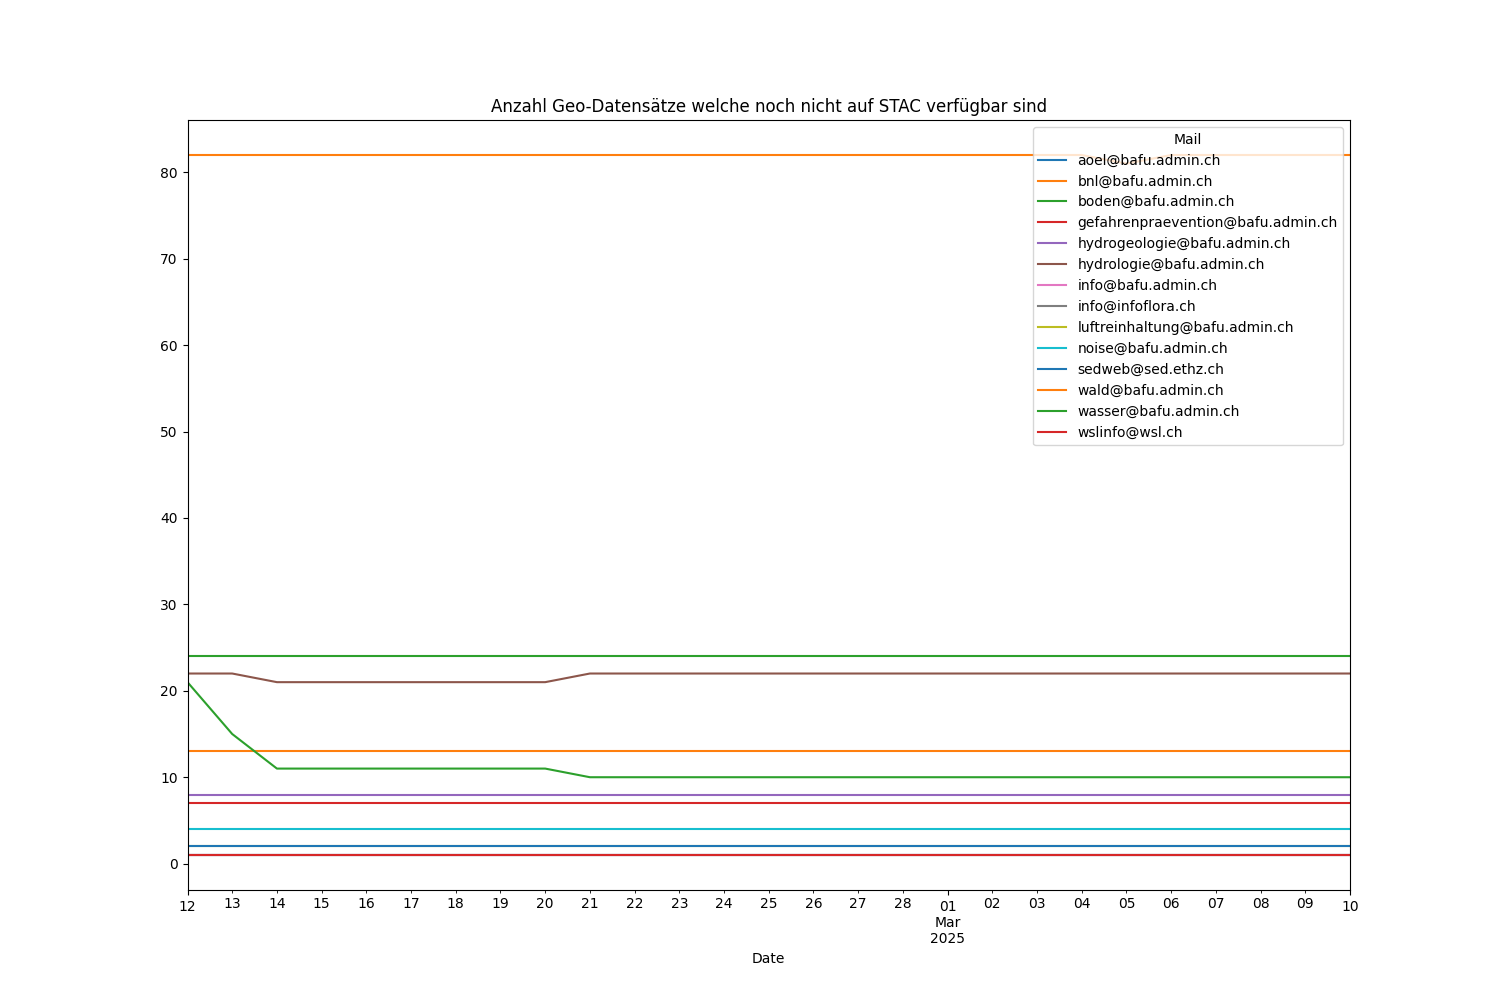 Anzahl Geo-Datensätze welche noch nicht auf STAC verfügbar sind
Mail
aoel@bafu.admin.ch
bnl@bafu.admin.ch
boden@bafu.admin.ch
gefahrenpraevention@bafu.admin.ch
hydrogeologie@bafu.admin.ch
hydrologie@bafu.admin.ch
info@bafu.admin.ch
info@infoflora.ch
luftreinhaltung@bafu.admin.ch
noise@bafu.admin.ch
sedweb@sed.ethz.ch
wald@bafu.admin.ch
wasser@bafu.admin.ch
wslinfo@wsl.ch
80
70
60
50
40
30
20
10
0
12 13 14 15 16 17 18 19 20 21 22 23 24 25 26 27 28 01 02 03 04 05 06 07 08 09 10
Mar
2025
Date